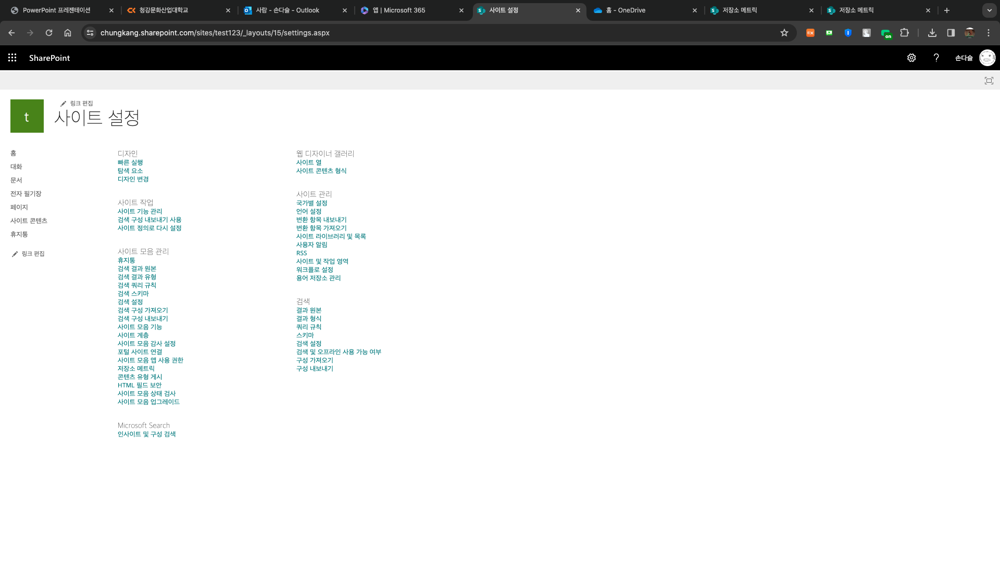 PowerPoint 프레젠테이션
청강문화산업대학교
사람 - 손다슬 - Outlook
앱 | Microsoft 365
사이트 설정
홈 - OneDrive
저장소 메트릭
저장소 메트릭
chungkang.sharepoint.com/sites/test123/_layouts/15/settings.aspx
on
SharePoint
손다슬
t
링크 편집
사이트 설정
홈
대화
문서
전자 필기장
페이지
사이트 콘텐츠
휴지통
링크 편집
디자인
빠른 실행
탐색 요소
디자인 변경
사이트 작업
사이트 기능 관리
검색 구성 내보내기 사용
사이트 정의로 다시 설정
사이트 모음 관리
휴지통
검색 결과 원본
검색 결과 유형
검색 쿼리 규칙
검색 스키마
검색 설정
검색 구성 가져오기
검색 구성 내보내기
사이트 모음 기능
사이트 계층
사이트 모음 감사 설정
포털 사이트 연결
사이트 모음 앱 사용 권한
저장소 메트릭
콘텐츠 유형 게시
HTML 필드 보안
사이트 모음 상태 검사
사이트 모음 업그레이드
Microsoft Search
인사이트 및 구성 검색
웹 디자이너 갤러리
사이트 열
사이트 콘텐츠 형식
사이트 관리
국가별 설정
언어 설정
변환 항목 내보내기
변환 항목 가져오기
사이트 라이브러리 및 목록
사용자 알림
RSS
사이트 및 작업 영역
워크플로 설정
용어 저장소 관리
검색
결과 원본
결과 형식
쿼리 규칙
스키마
검색 설정
검색 및 오프라인 사용 가능 여부
구성 가져오기
구성 내보내기